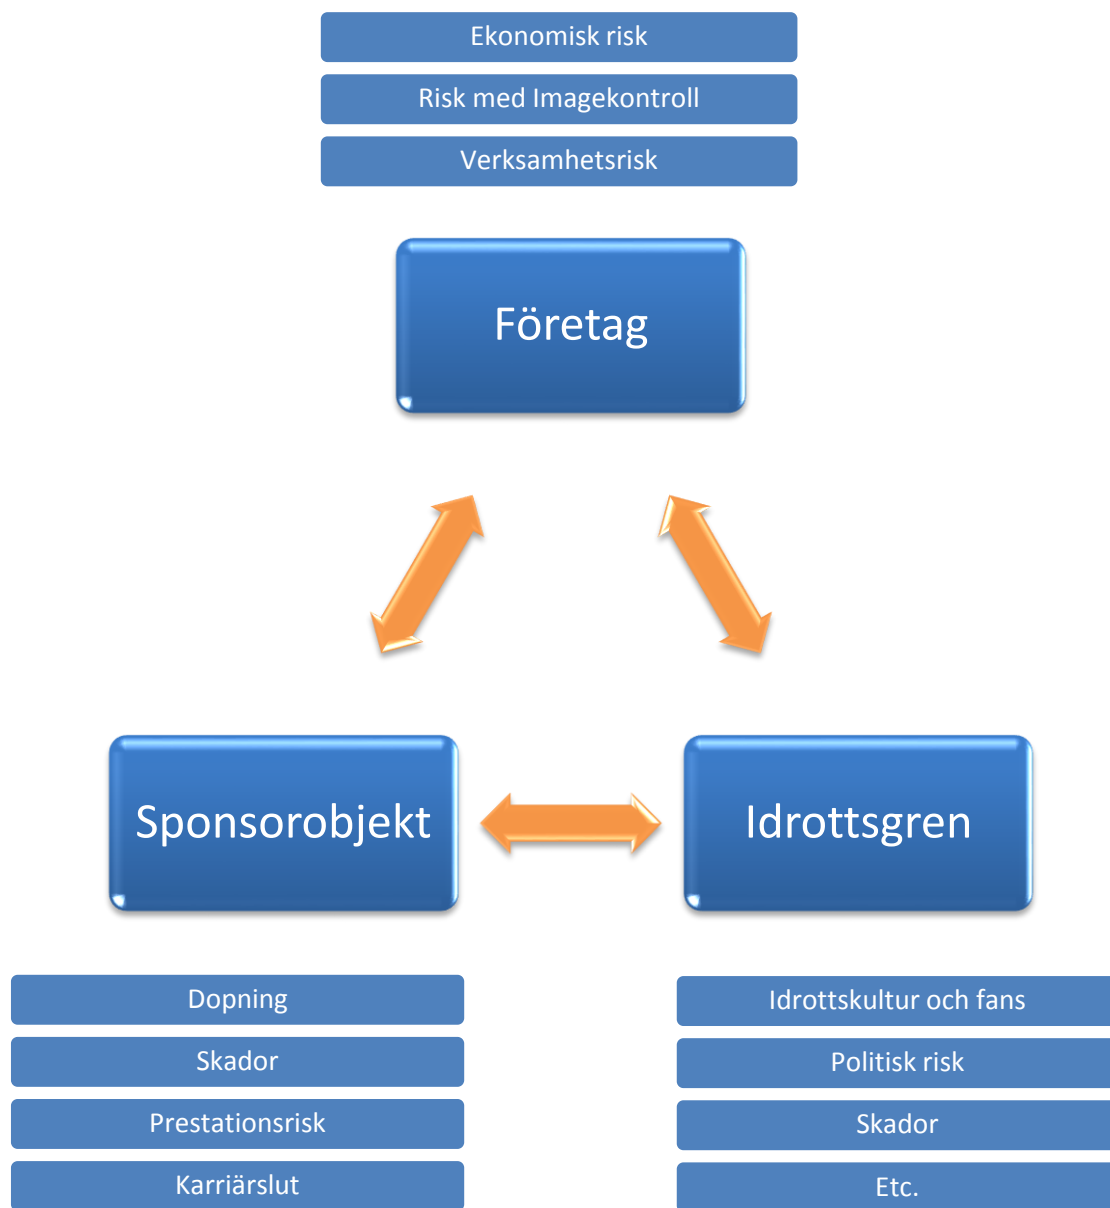 Ekonomisk risk
Risk med Imagekontroll
Verksamhetsrisk
Företag
Sponsorobjekt
Idrottsgren
Dopning
Skador
Prestationsrisk
Karriärslut
Idrottskultur och fans
Politisk risk
Skador
Etc.